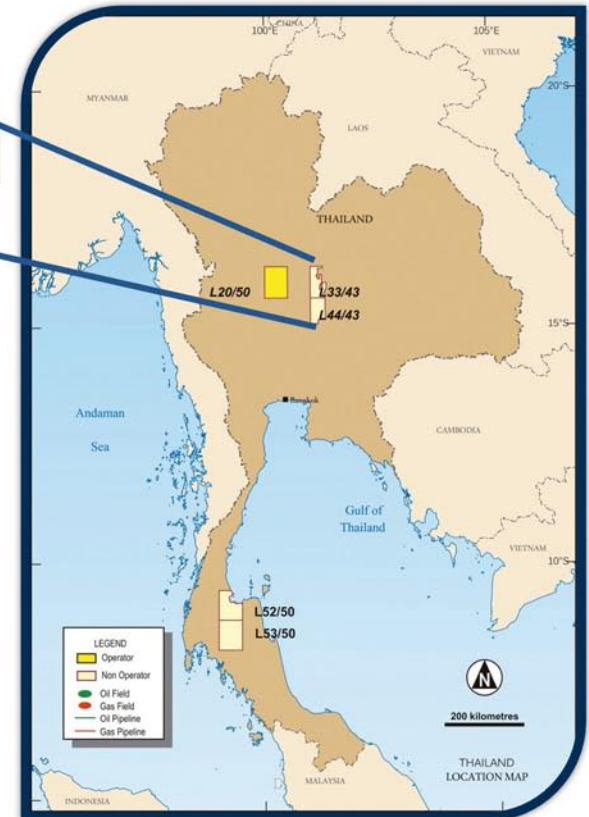 100°E
CHINA
105°E
VIETNAM
20°S
MYANMAR
LAOS
THAILAND
L20/50
L33/43
L44/43
15°S
Bangkok
Andaman
Sea
CAMBODIA
Gulf of
Thailand
VIETNAM
10°S
L52/50
L53/50
LEGEND
Operator
Non Operator
Oil Field
Gas Field
Oil Pipeline
Gas Pipeline
N
200 kilometres
THAILAND
LOCATION MAP
MALAYSIA
INDONESIA